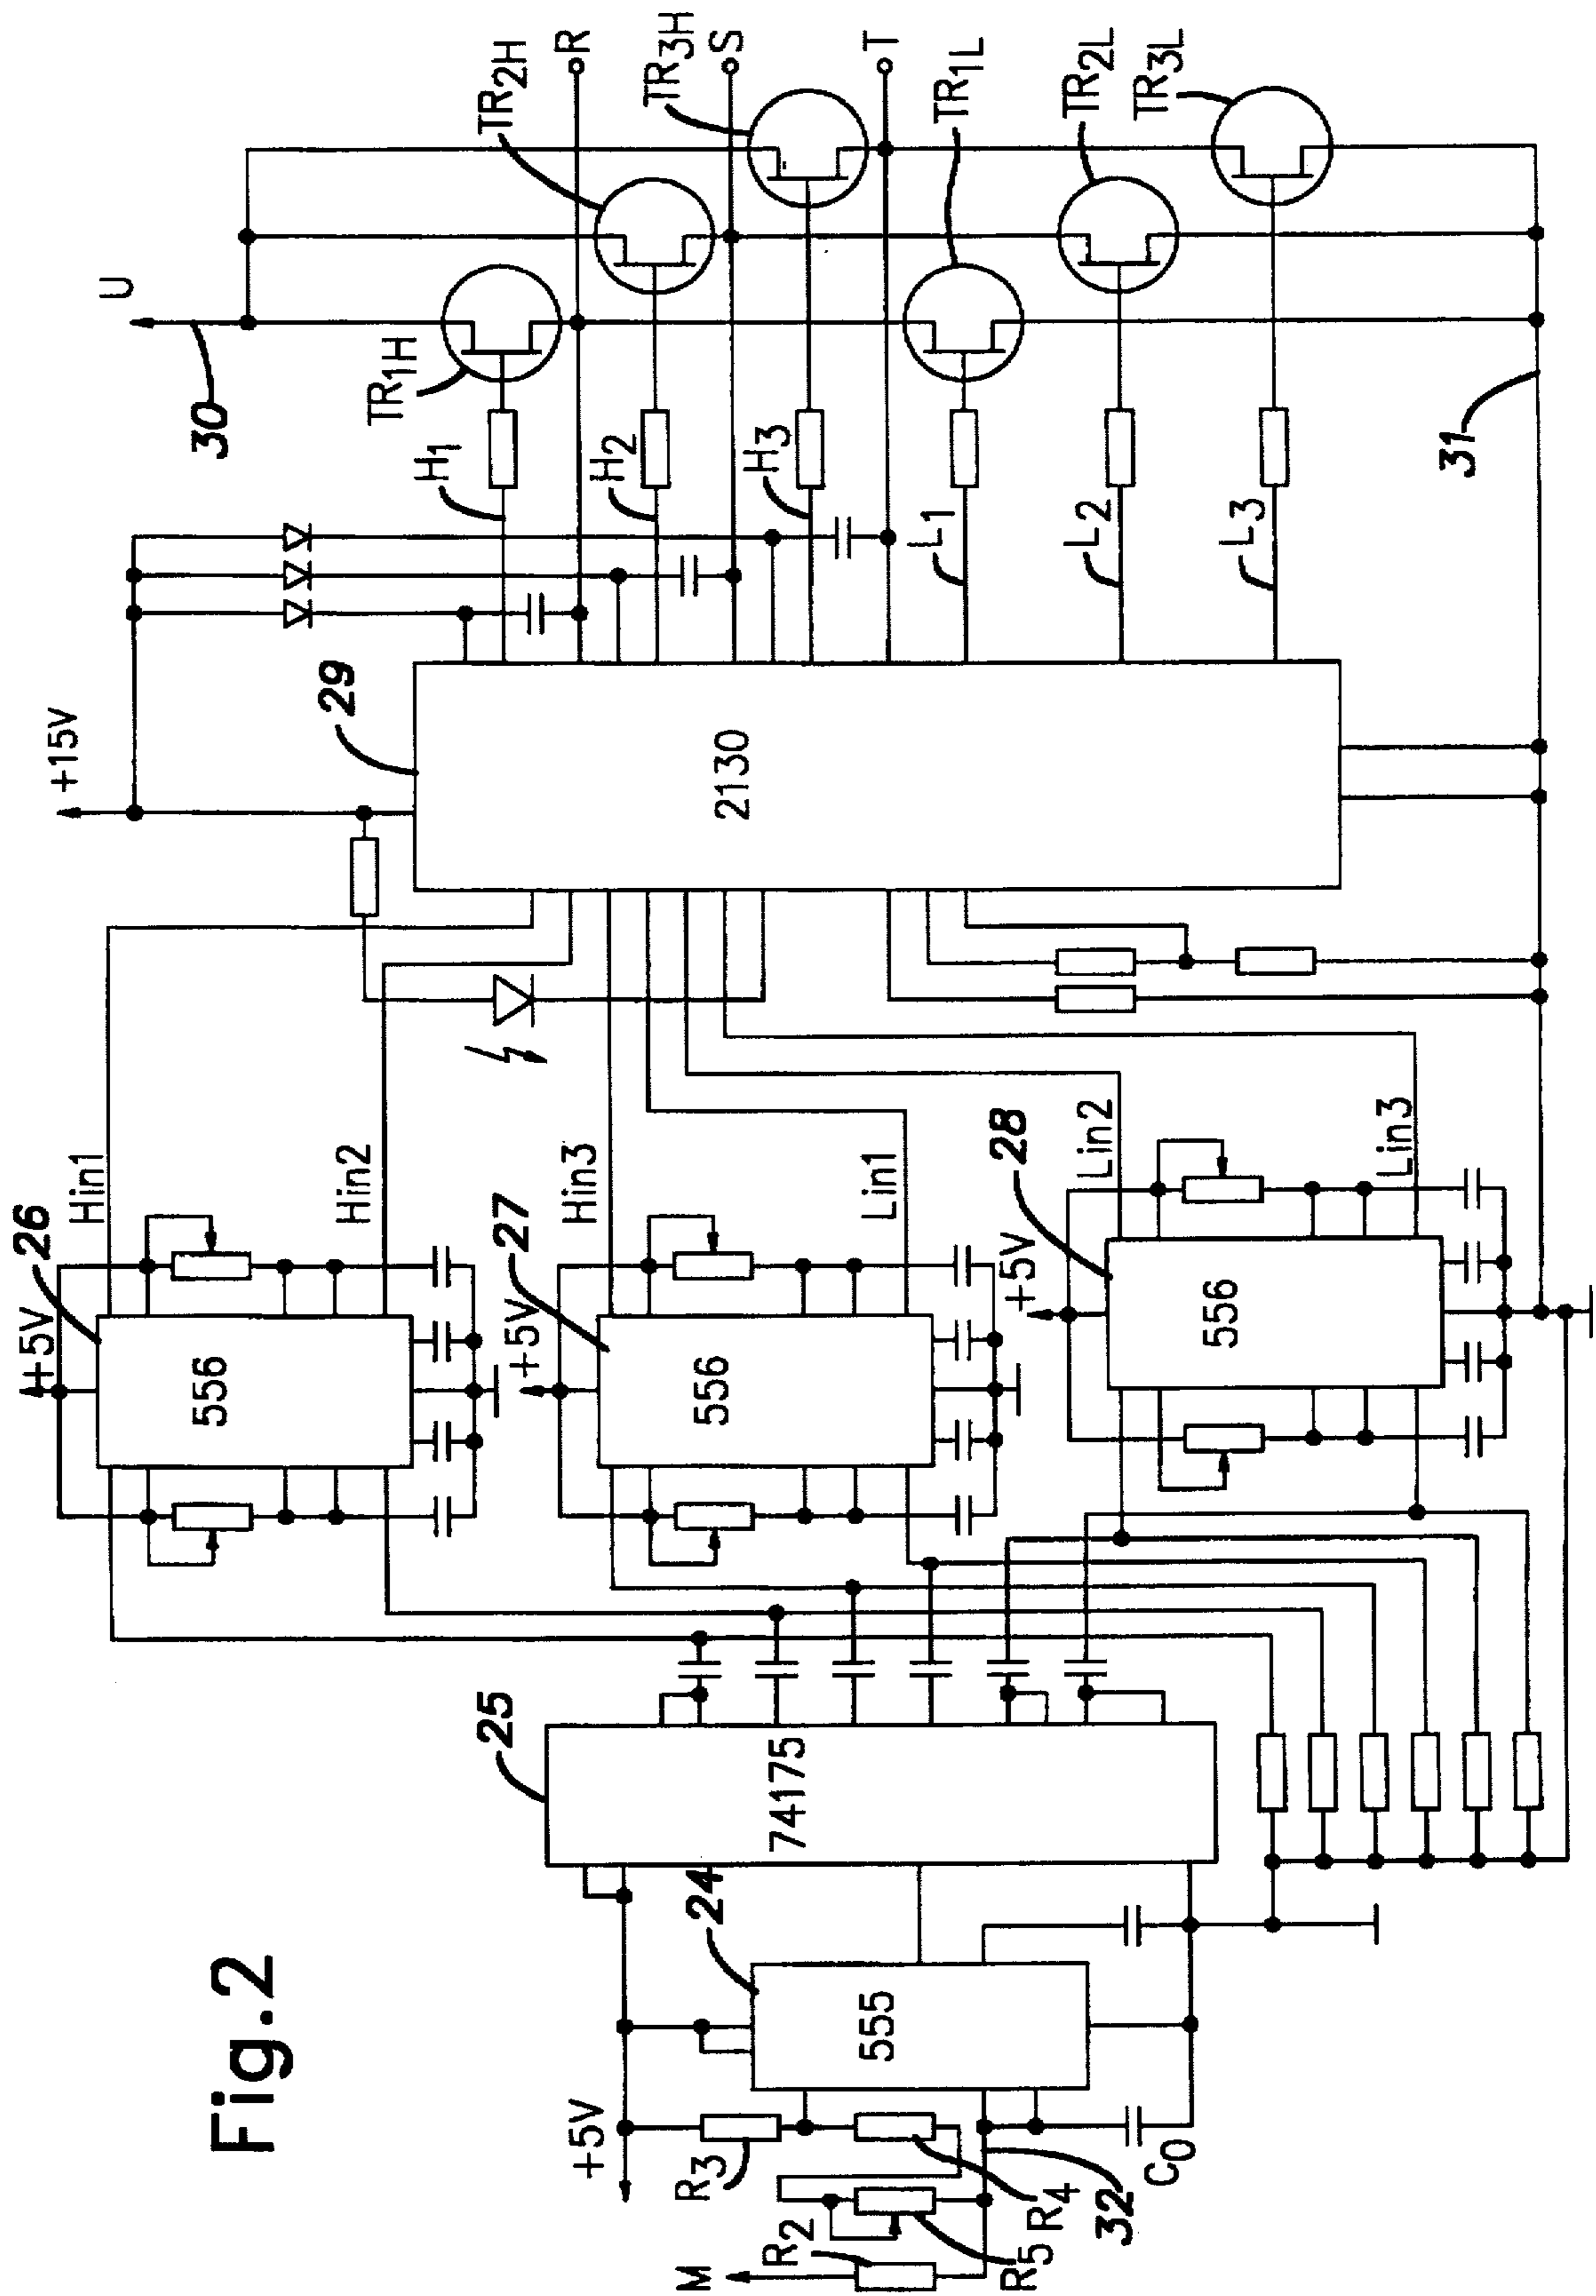 Fig.2
U
30
R
S
T
TR2H
TR3H
TR1H
TR1L
TR2L
TR3L
H1
H2
H3
L1
L2
L3
31
+15V
29
2130
Hin1
Hin2
Hin3
Lin1
Lin2
Lin3
+5V
26
556
+5V
27
556
+5V
28
556
25
74175
24
555
+5V
R3
R4
R5
R2
M
32
C0